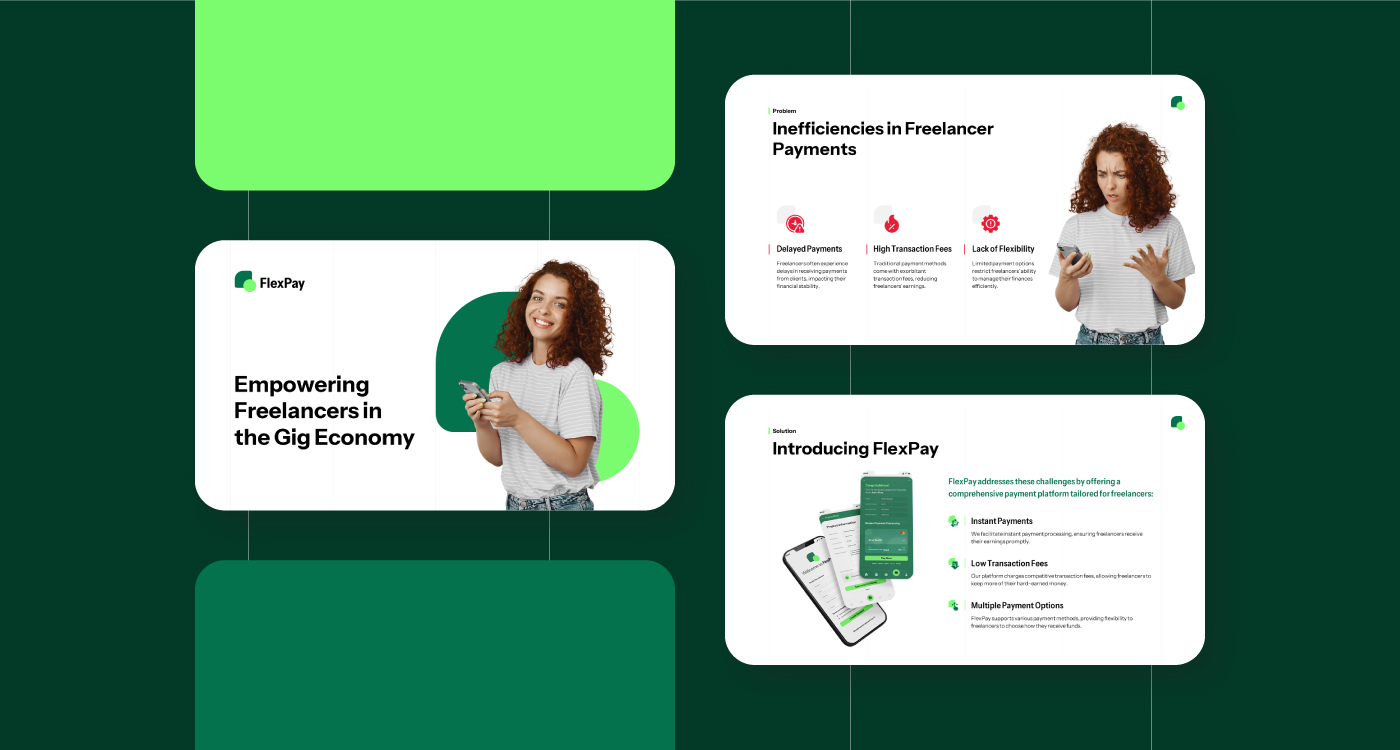 FlexPay
Empowering
Freelancers in
the Gig Economy
Problem
Inefficiencies in Freelancer
Payments
Delayed Payments
Freelancers often experience
delays in receiving payments
from clients, impacting their
financial stability.
High Transaction Fees
Traditional payment methods
come with exorbitant
transaction fees, reducing
freelancers' earnings.
Lack of Flexibility
Limited payment options
restrict freelancers' ability
to manage their finances
efficiently.
Solution
Introducing FlexPay
FlexPay addresses these challenges by offering a
comprehensive payment platform tailored for freelancers:
Instant Payments
We facilitate instant payment processing, ensuring freelancers receive
their earnings promptly.
Low Transaction Fees
Our platform charges competitive transaction fees, allowing freelancers to
keep more of their hard-earned money.
Multiple Payment Options
FlexPay supports various payment methods, providing flexibility to
freelancers to choose how they receive funds.